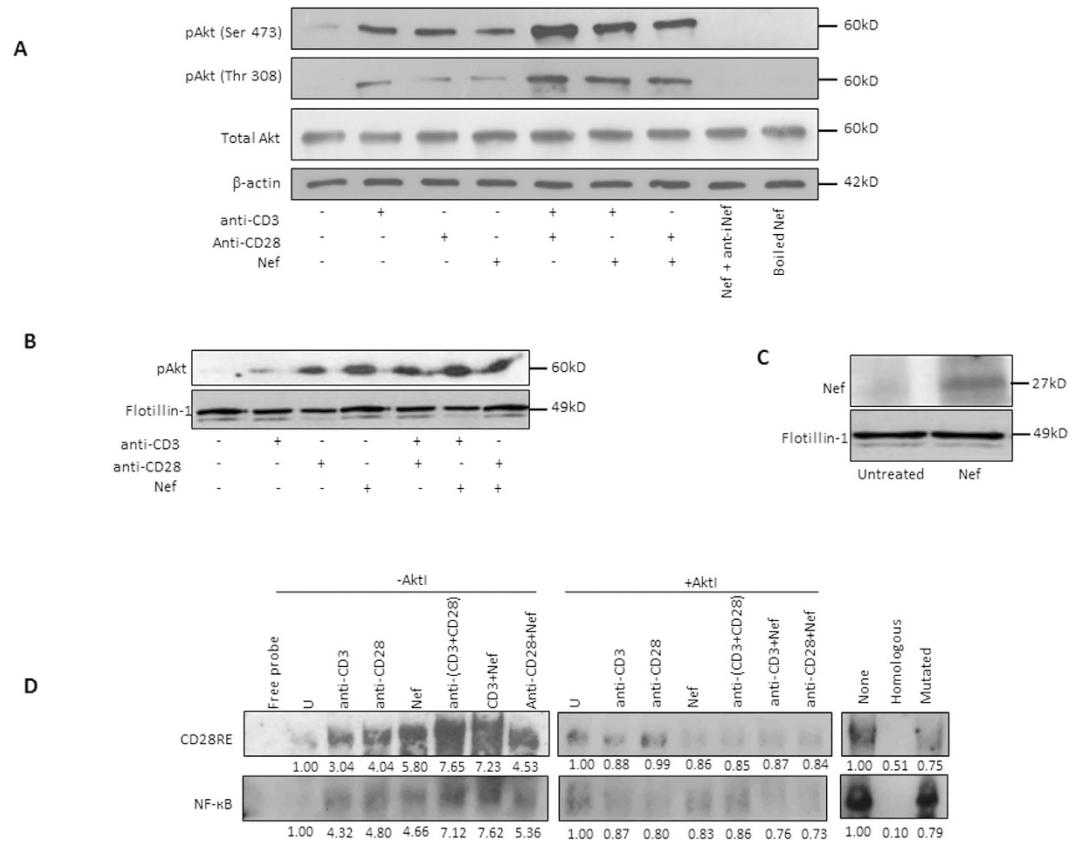 A
pAkt (Ser 473)
60kD
pAkt (Thr 308)
60kD
Total Akt
60kD
β-actin
42kD
anti-CD3 - + - - + + -
Anti-CD28 - - + - + - +
Nef - - - + - + +
Nef + ant-iNef
Boiled Nef
B
pAkt
60kD
Flotillin-1
49kD
anti-CD3 - + - - + + -
anti-CD28 - - + - + - +
Nef - - - + - + +
C
Nef
27kD
Flotillin-1
49kD
Untreated Nef
D
-AktI
+AktI
Free probe
U
anti-CD3
anti-CD28
Nef
anti-(CD3+CD28)
CD3+Nef
Anti-CD28+Nef
U
anti-CD3
anti-CD28
Nef
anti-(CD3+CD28)
anti-CD3+Nef
anti-CD28+Nef
None
Homologous
Mutated
CD28RE
1.00 3.04 4.04 5.80 7.65 7.23 4.53 1.00 0.88 0.99 0.86 0.85 0.87 0.84 1.00 0.51 0.75
NF-κB
1.00 4.32 4.80 4.66 7.12 7.62 5.36 1.00 0.87 0.80 0.83 0.86 0.76 0.73 1.00 0.10 0.79